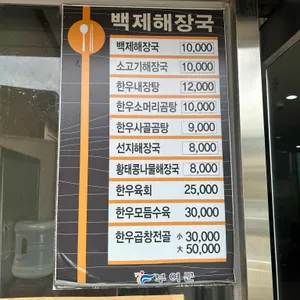 백제해장국
백제해장국 10,000
소고기해장국 10,000
한우내장탕 12,000
한우소머리곰탕 10,000
한우사골곰탕 9,000
선지해장국 8,000
황태콩나물해장국 8,000
한우육회 25,000
한우모듬수육 30,000
한우곱창전골 小 30,000
大 50,000
부여군